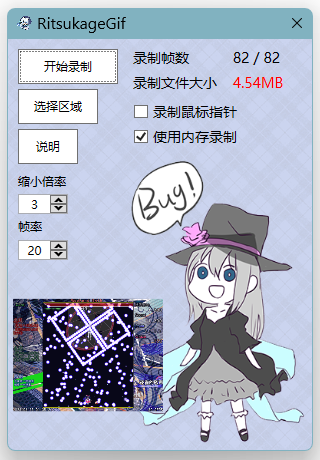 RitsukageGif
开始录制
录制帧数 82 / 82
录制文件大小 4.54MB
选择区域
录制鼠标指针
使用内存录制
说明
缩小倍率
3
帧率
20
Bug!